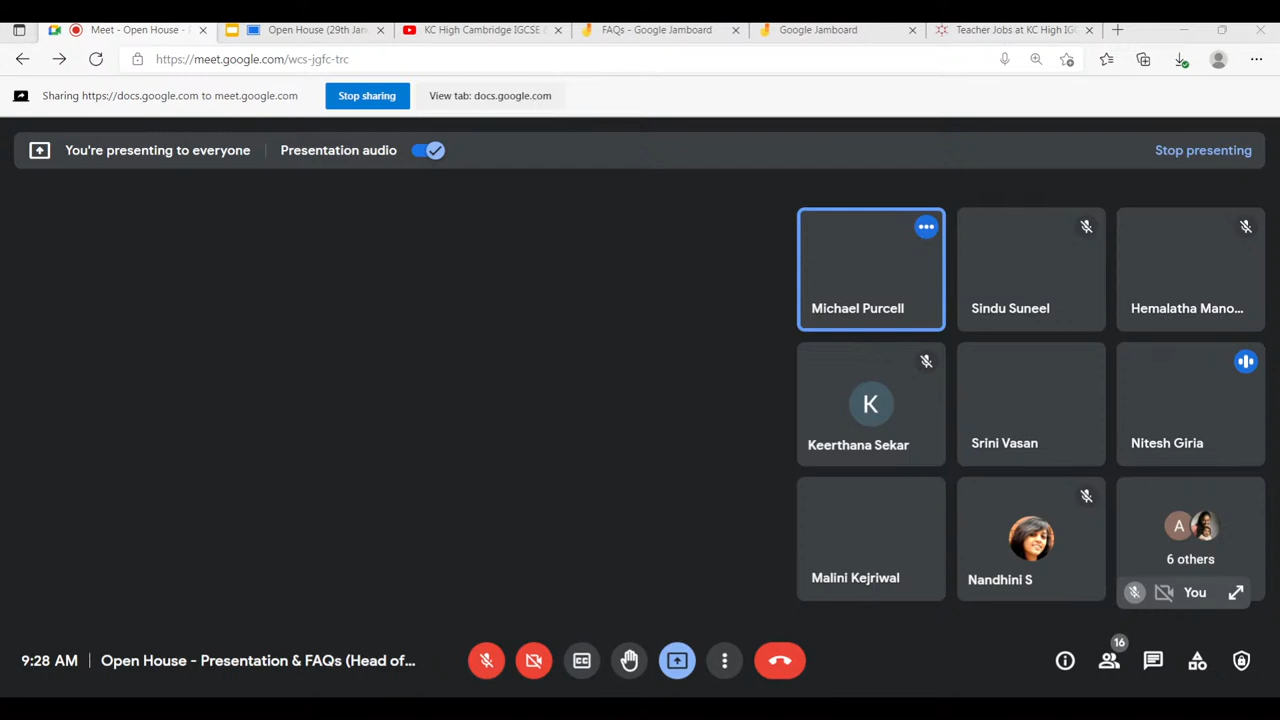 Meet - Open House - F
Open House (29th Jan
KC High Cambridge IGCSE &
FAQs - Google Jamboard
Google Jamboard
Teacher Jobs at KC High IGC
https://meet.google.com/wcs-jgfc-trc
Sharing https://docs.google.com to meet.google.com
Stop sharing
View tab: docs.google.com
You're presenting to everyone
Presentation audio
Stop presenting
Michael Purcell
Sindu Suneel
Hemalatha Mano...
K
Keerthana Sekar
Srini Vasan
Nitesh Giria
Malini Kejriwal
Nandhini S
A
6 others
You
9:28 AM
Open House - Presentation & FAQs (Head of...
CC
16